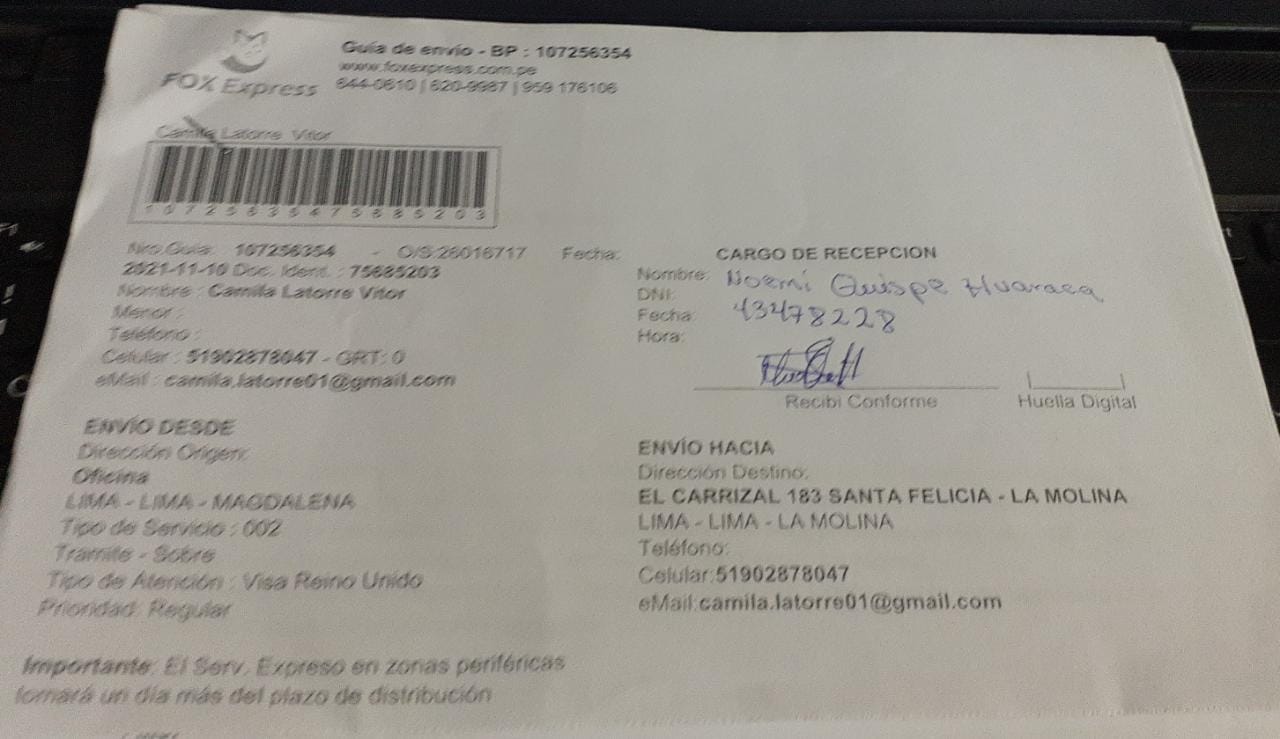 FOX Express
Guía de envío - BP : 107256354
www.foxexpress.com.pe
644-0610 | 620-9987 | 959 176106
Camila Latorre Vitor
10725635475685203
Nro.Guía: 107256354 - O/S:26016717 Fecha:
2021-11-10 Doc. Ident. : 75685203
Nombre : Camila Latorre Vitor
Menor :
Teléfono :
Celular : 51902878047 - GRT: 0
eMail : camila.latorre01@gmail.com
CARGO DE RECEPCION
Nombre: Noemí Quispe Huaraca
DNI:
Fecha: 43478228
Hora:
Recibi Conforme
Huella Digital
ENVÍO DESDE
Dirección Origen:
Oficina
LIMA - LIMA - MAGDALENA
Tipo de Servicio : 002
Tramite - Sobre
Tipo de Atención : Visa Reino Unido
Prioridad: Regular
ENVÍO HACIA
Dirección Destino:
EL CARRIZAL 183 SANTA FELICIA - LA MOLINA
LIMA - LIMA - LA MOLINA
Teléfono:
Celular:51902878047
eMail:camila.latorre01@gmail.com
Importante: El Serv. Expreso en zonas periféricas
tomará un día más del plazo de distribución